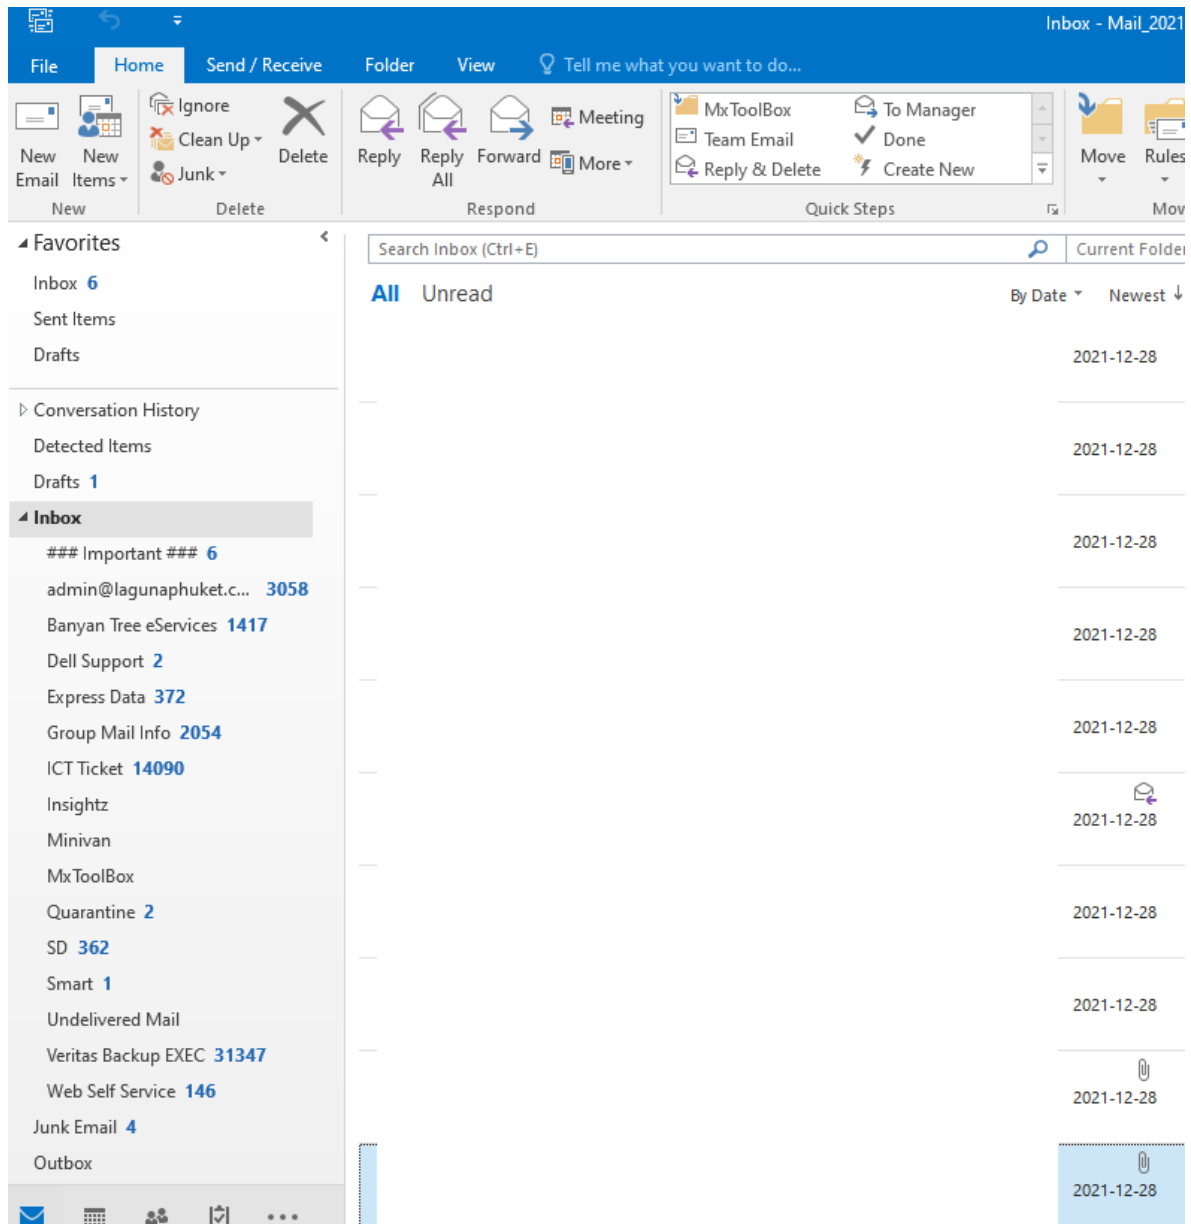 Inbox - Mail_2021
File Home Send / Receive Folder View Tell me what you want to do...
New Email
New Items
Ignore
Clean Up
Junk
Delete
Reply
Reply All
Forward
Meeting
More
MxToolBox
Team Email
Reply & Delete
To Manager
Done
Create New
Move
Rules
New Delete Respond Quick Steps Mov
Favorites
Inbox 6
Sent Items
Drafts
Conversation History
Detected Items
Drafts 1
Inbox
### Important ### 6
admin@lagunaphuket.c... 3058
Banyan Tree eServices 1417
Dell Support 2
Express Data 372
Group Mail Info 2054
ICT Ticket 14090
Insightz
Minivan
MxToolBox
Quarantine 2
SD 362
Smart 1
Undelivered Mail
Veritas Backup EXEC 31347
Web Self Service 146
Junk Email 4
Outbox
Search Inbox (Ctrl+E) Current Folder
All Unread By Date Newest
2021-12-28
2021-12-28
2021-12-28
2021-12-28
2021-12-28
2021-12-28
2021-12-28
2021-12-28
2021-12-28
2021-12-28